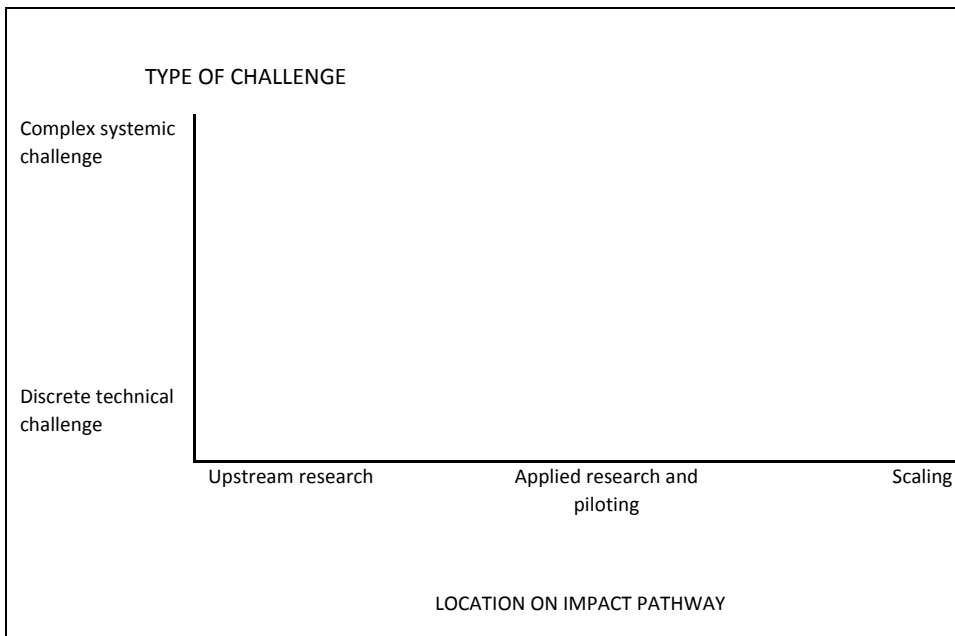 TYPE OF CHALLENGE
Complex systemic
challenge
Discrete technical
challenge
Upstream research
Applied research and
piloting
Scaling
LOCATION ON IMPACT PATHWAY